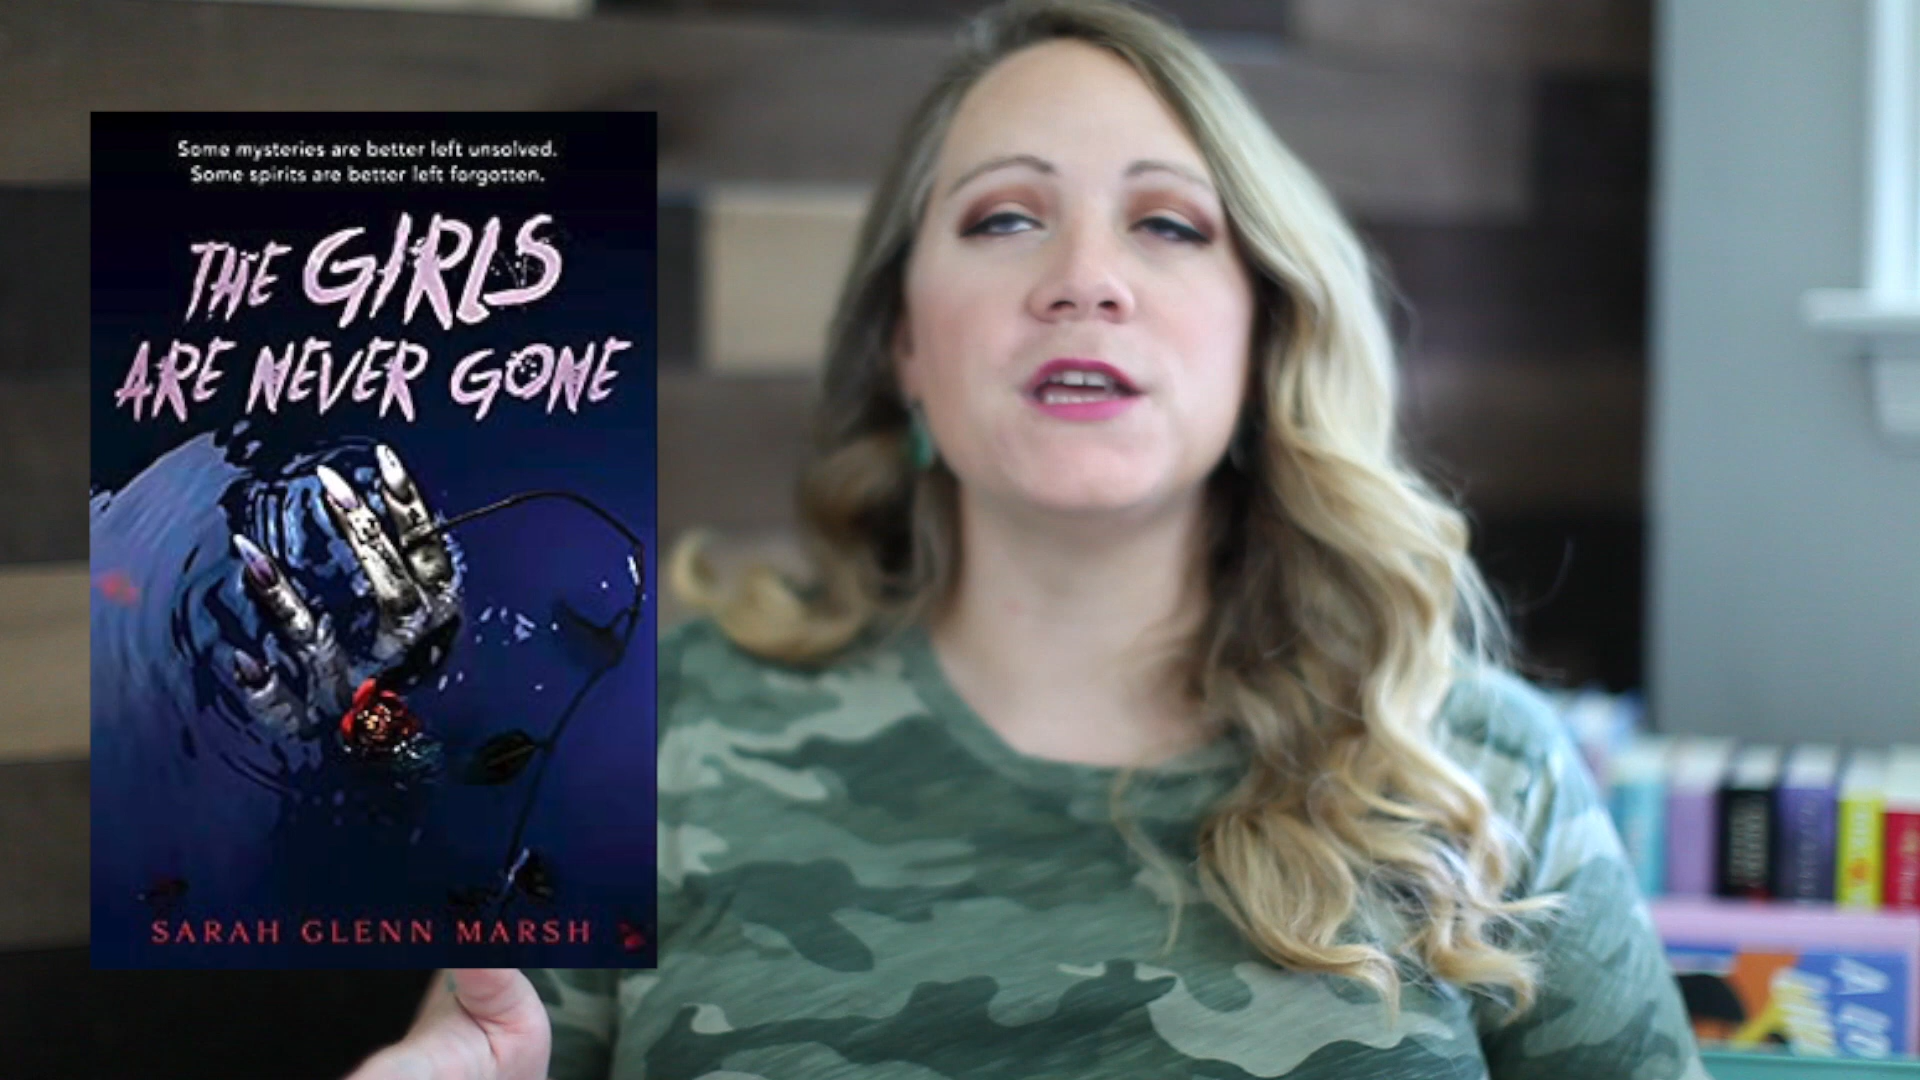 Some mysteries are better left unsolved.
Some spirits are better left forgotten.
THE GIRLS
ARE NEVER GONE
SARAH GLENN MARSH